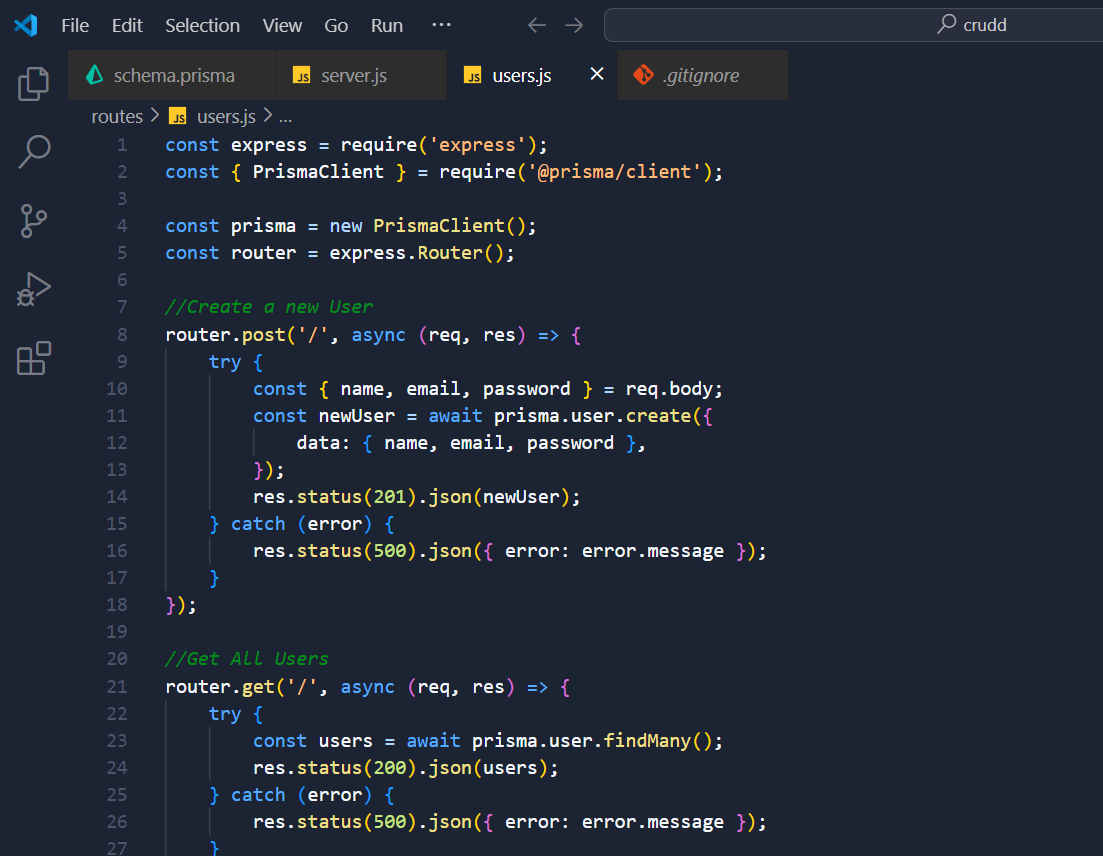 File Edit Selection View Go Run ··· crudd
schema.prisma JS server.js JS users.js .gitignore
routes > JS users.js > ...
1 const express = require('express');
2 const { PrismaClient } = require('@prisma/client');
3
4 const prisma = new PrismaClient();
5 const router = express.Router();
6
7 //Create a new User
8 router.post('/', async (req, res) => {
9     try {
10         const { name, email, password } = req.body;
11         const newUser = await prisma.user.create({
12             data: { name, email, password },
13         });
14         res.status(201).json(newUser);
15     } catch (error) {
16         res.status(500).json({ error: error.message });
17     }
18 });
19
20 //Get All Users
21 router.get('/', async (req, res) => {
22     try {
23         const users = await prisma.user.findMany();
24         res.status(200).json(users);
25     } catch (error) {
26         res.status(500).json({ error: error.message });
27     }